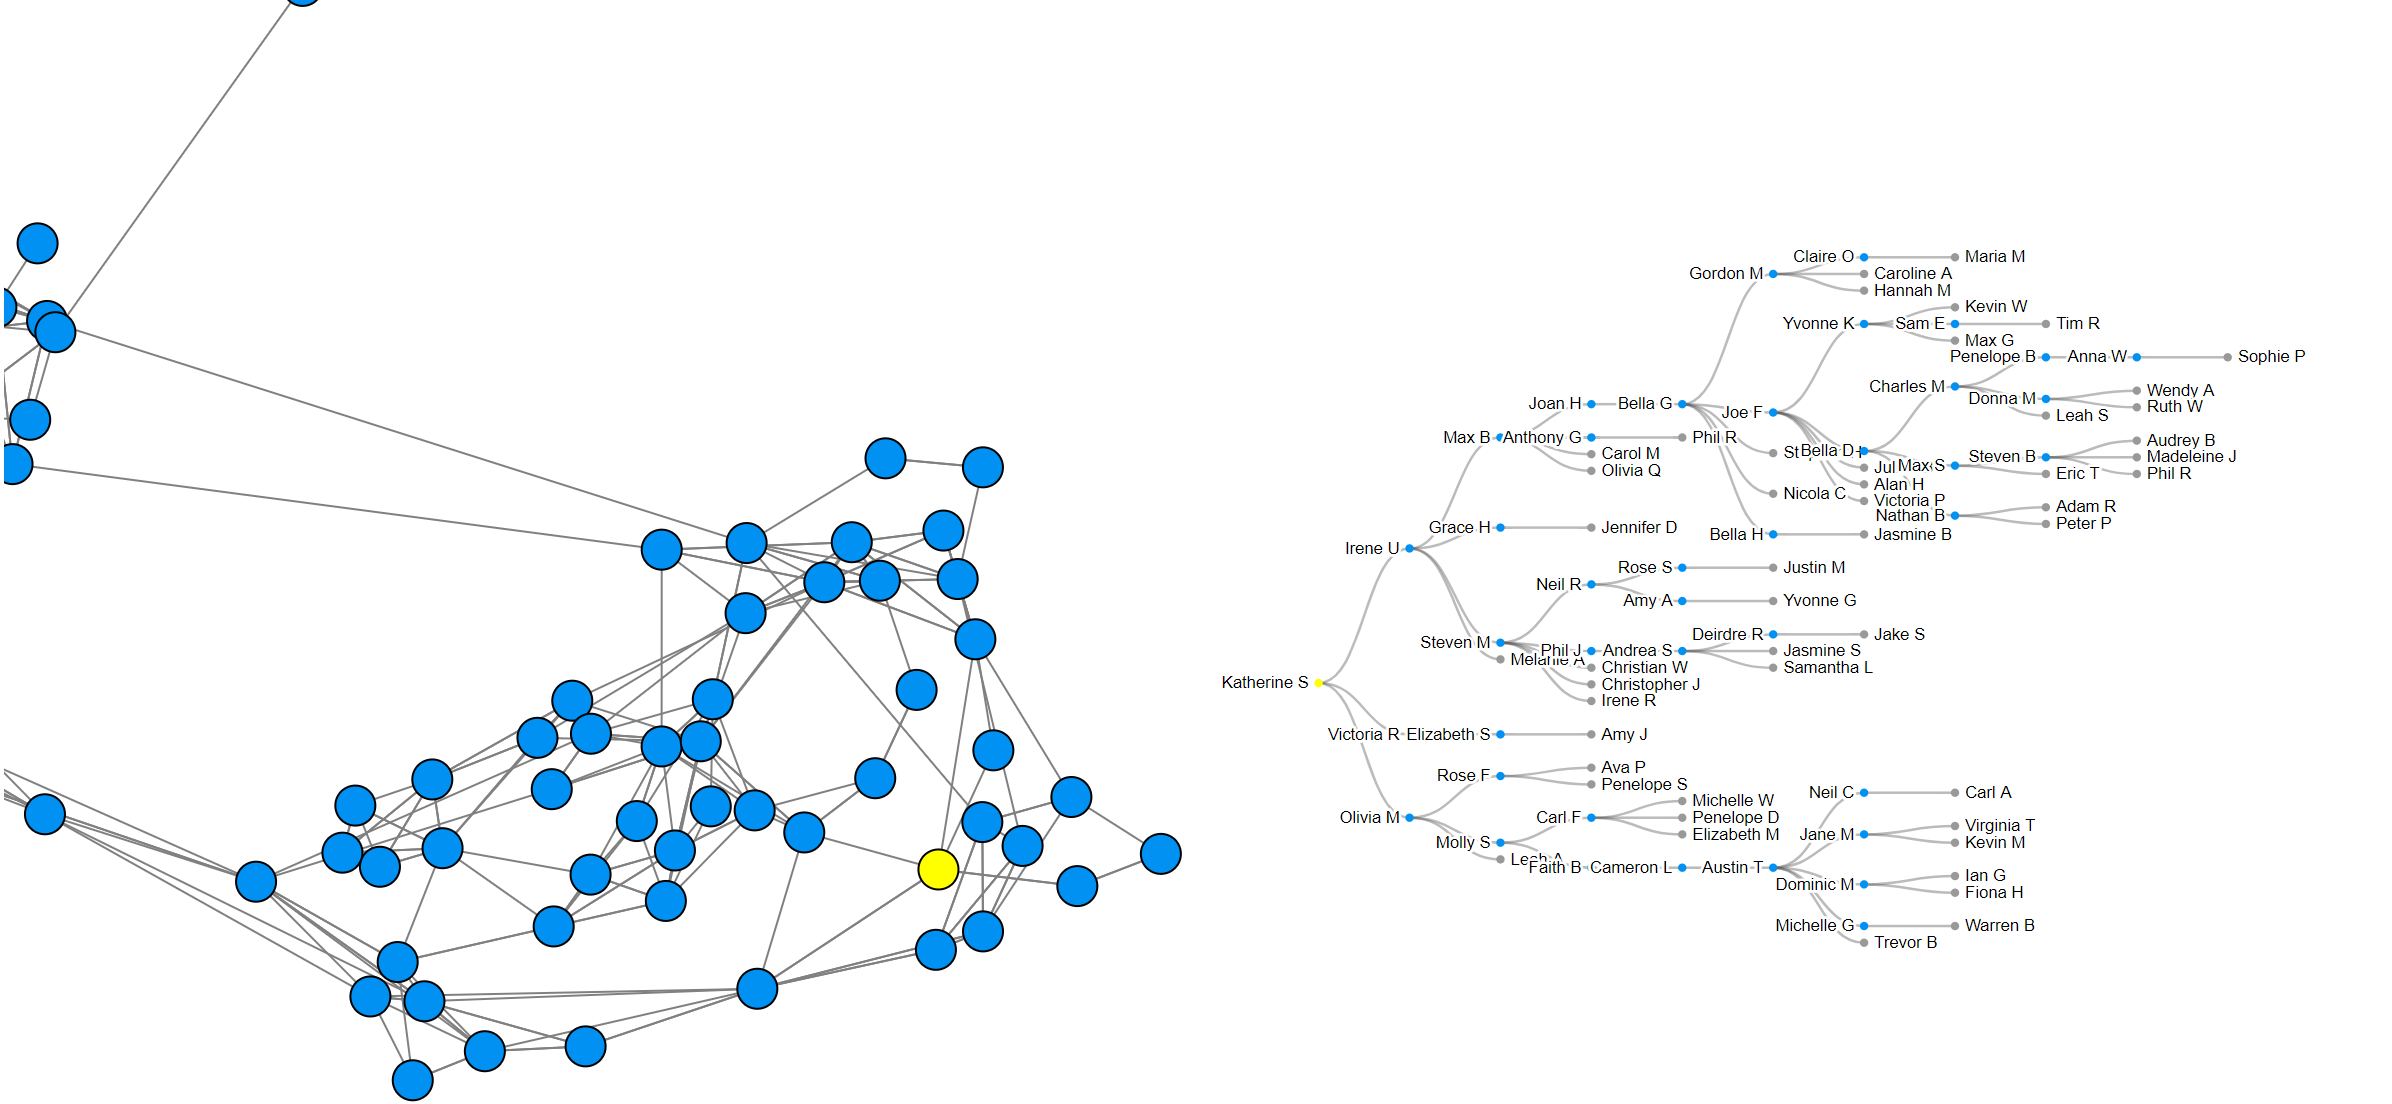 Claire O
Maria M
Gordon M
Caroline A
Hannah M
Kevin W
Yvonne K
Sam E
Tim R
Max G
Penelope B
Anna W
Sophie P
Charles M
Wendy A
Donna M
Ruth W
Leah S
Joan H
Bella G
Joe F
Max B
Anthony G
Phil R
Carol M
Olivia Q
Bella D
Audrey B
Steven B
Madeleine J
Max S
Eric T
Phil R
Alan H
Nicola C
Victoria P
Nathan B
Adam R
Peter P
Grace H
Jennifer D
Bella H
Jasmine B
Irene U
Rose S
Justin M
Neil R
Amy A
Yvonne G
Deirdre R
Jake S
Steven M
Phil J
Andrea S
Jasmine S
Melanie A
Christian W
Samantha L
Christopher J
Irene R
Katherine S
Victoria R
Elizabeth S
Amy J
Rose F
Ava P
Penelope S
Neil C
Carl A
Michelle W
Olivia M
Carl F
Penelope D
Virginia T
Elizabeth M
Jane M
Kevin M
Molly S
Leah A
Faith B
Cameron L
Austin T
Ian G
Dominic M
Fiona H
Michelle G
Warren B
Trevor B